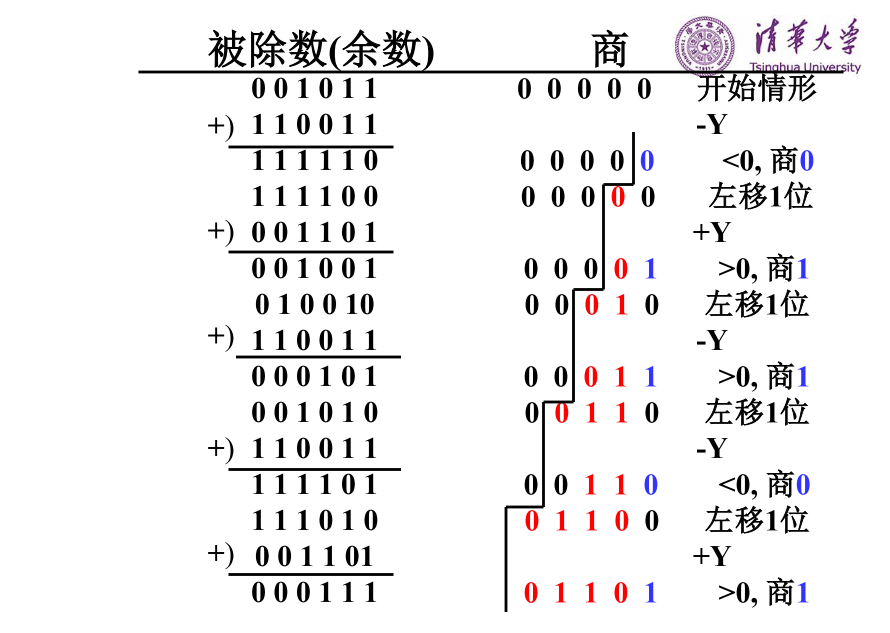 被除数(余数) 商 清华大学
Tsinghua University
0 0 1 0 1 1 0 0 0 0 0 开始情形
+) 1 1 0 0 1 1 -Y
1 1 1 1 1 0 0 0 0 0 0 <0, 商0
1 1 1 1 0 0 0 0 0 0 0 左移1位
+) 0 0 1 1 0 1 +Y
0 0 1 0 0 1 0 0 0 0 1 >0, 商1
0 1 0 0 10 0 0 0 1 0 左移1位
+) 1 1 0 0 1 1 -Y
0 0 0 1 0 1 0 0 0 1 1 >0, 商1
0 0 1 0 1 0 0 0 1 1 0 左移1位
+) 1 1 0 0 1 1 -Y
1 1 1 1 0 1 0 0 1 1 0 <0, 商0
1 1 1 0 1 0 0 1 1 0 0 左移1位
+) 0 0 1 1 01 +Y
0 0 0 1 1 1 0 1 1 0 1 >0, 商1